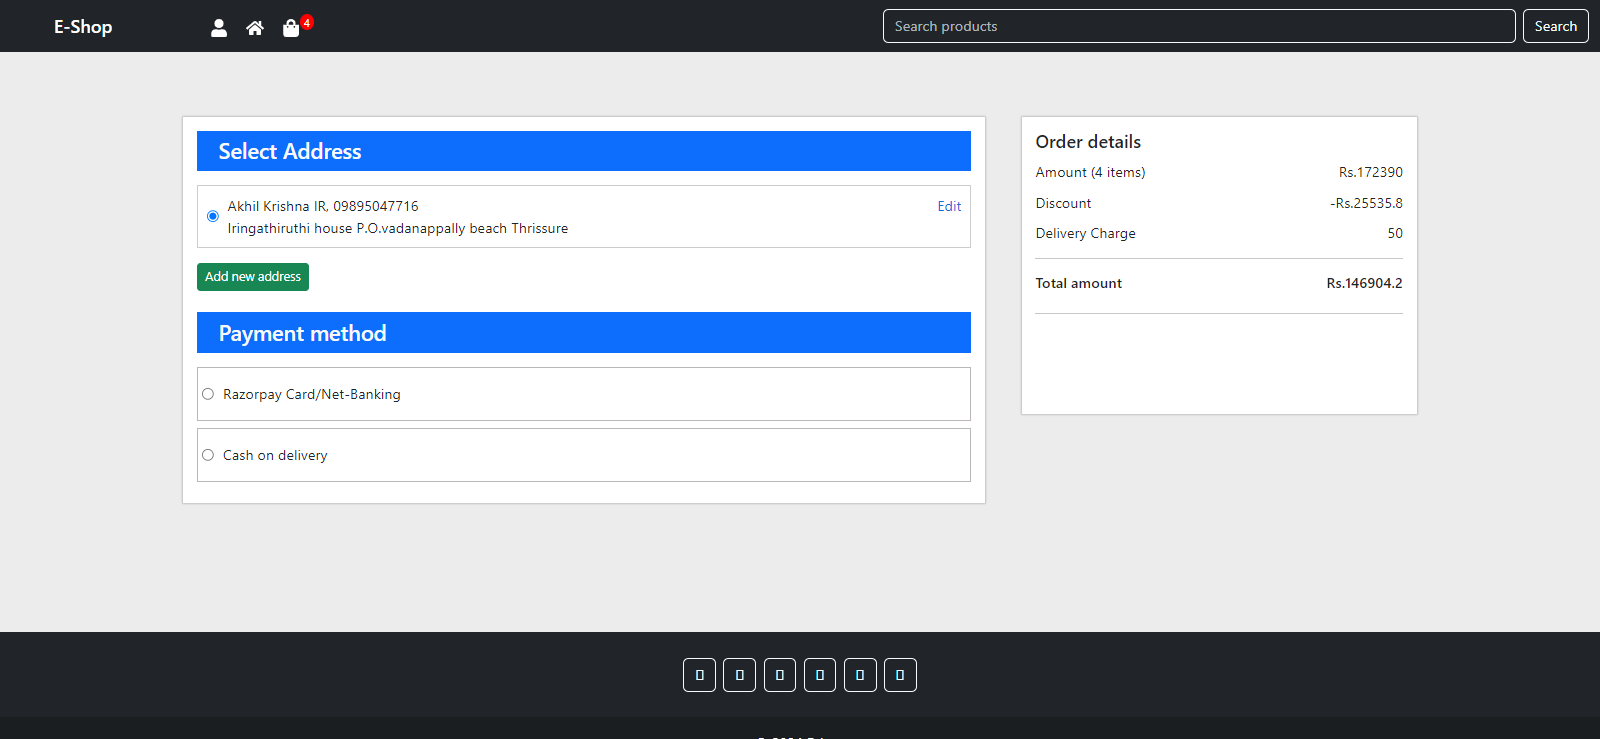 E-Shop
4
Search products
Search
Select Address
Akhil Krishna IR, 09895047716
Edit
Iringathiruthi house P.O.vadanappally beach Thrissure
Add new address
Payment method
Razorpay Card/Net-Banking
Cash on delivery
Order details
Amount (4 items) Rs.172390
Discount -Rs.25535.8
Delivery Charge 50
Total amount Rs.146904.2